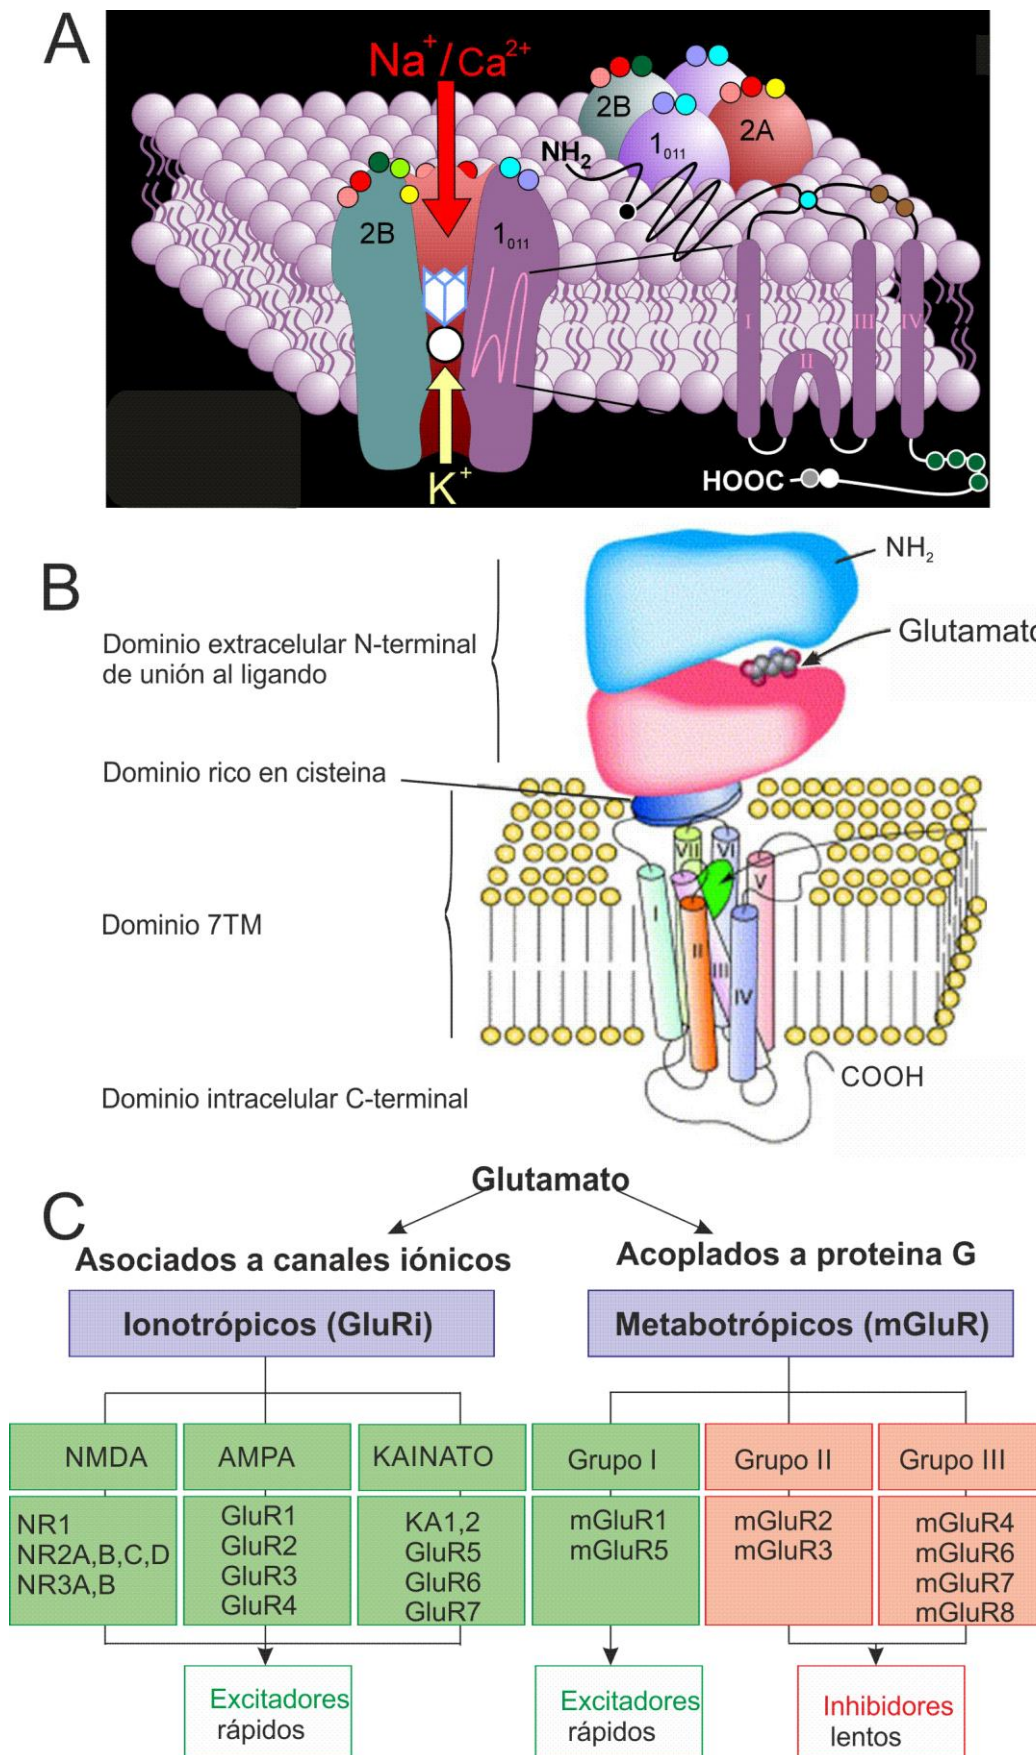 A
Na⁺/Ca²⁺
2B
1₀₁₁
2A
NH₂
2B
1₀₁₁
I
II
III
IV
K⁺
HOOC
B
NH₂
Glutamato
Dominio extracelular N-terminal
de unión al ligando
Dominio rico en cisteina
VII
VI
V
I
II
III
IV
Dominio 7TM
COOH
Dominio intracelular C-terminal
C
Glutamato
Asociados a canales iónicos
Acoplados a proteina G
Ionotrópicos (GluRi)
Metabotrópicos (mGluR)
NMDA
NR1
NR2A,B,C,D
NR3A,B
AMPA
GluR1
GluR2
GluR3
GluR4
KAINATO
KA1,2
GluR5
GluR6
GluR7
Grupo I
mGluR1
mGluR5
Grupo II
mGluR2
mGluR3
Grupo III
mGluR4
mGluR6
mGluR7
mGluR8
Excitadores
rápidos
Excitadores
rápidos
Inhibidores
lentos